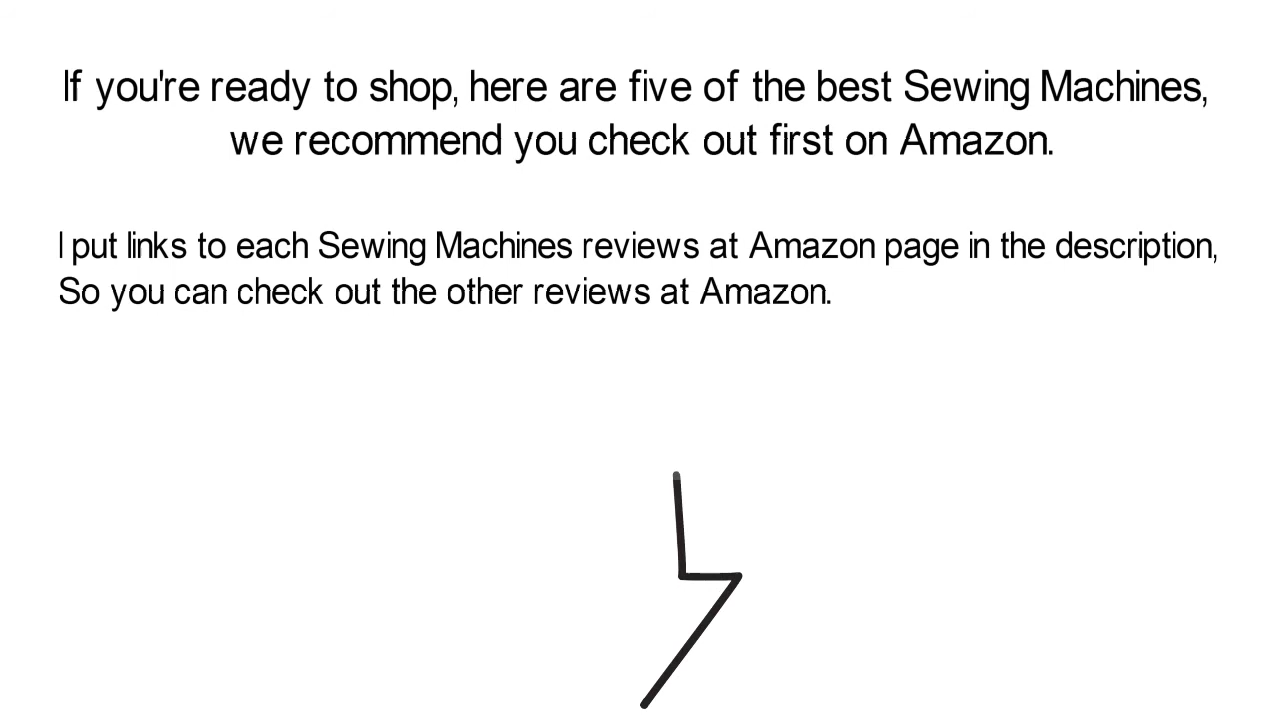 If you're ready to shop, here are five of the best Sewing Machines,
we recommend you check out first on Amazon.
I put links to each Sewing Machines reviews at Amazon page in the description,
So you can check out the other reviews at Amazon.